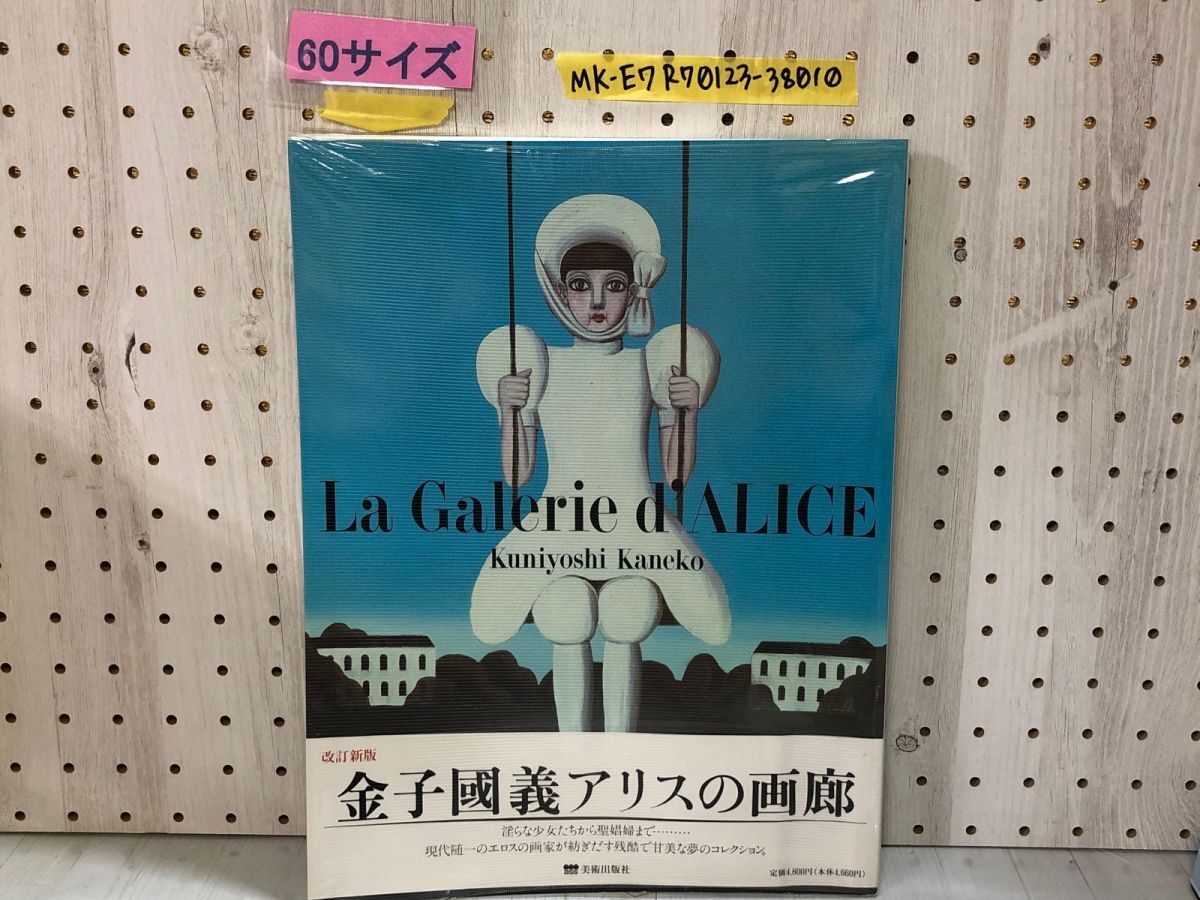 60サイズ
MK-E7 R70123-38010
La Galerie d'ALICE
Kuniyoshi Kaneko
改訂新版
金子國義アリスの画廊
淫らな少女たちから聖娼婦まで………
現代随一のエロスの画家が紡ぎだす残酷で甘美な夢のコレクション。
美術出版社
定価4,800円(本体4,660円)